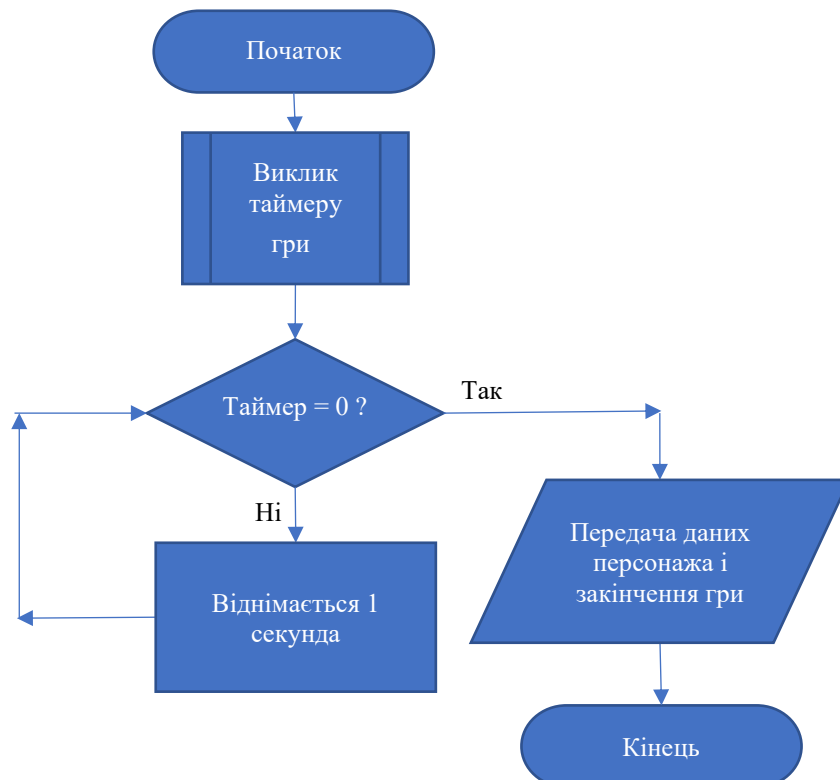 Початок
Виклик
таймеру
гри
Таймер = 0 ?
Так
Ні
Віднімається 1
секунда
Передача даних
персонажа і
закінчення гри
Кінець